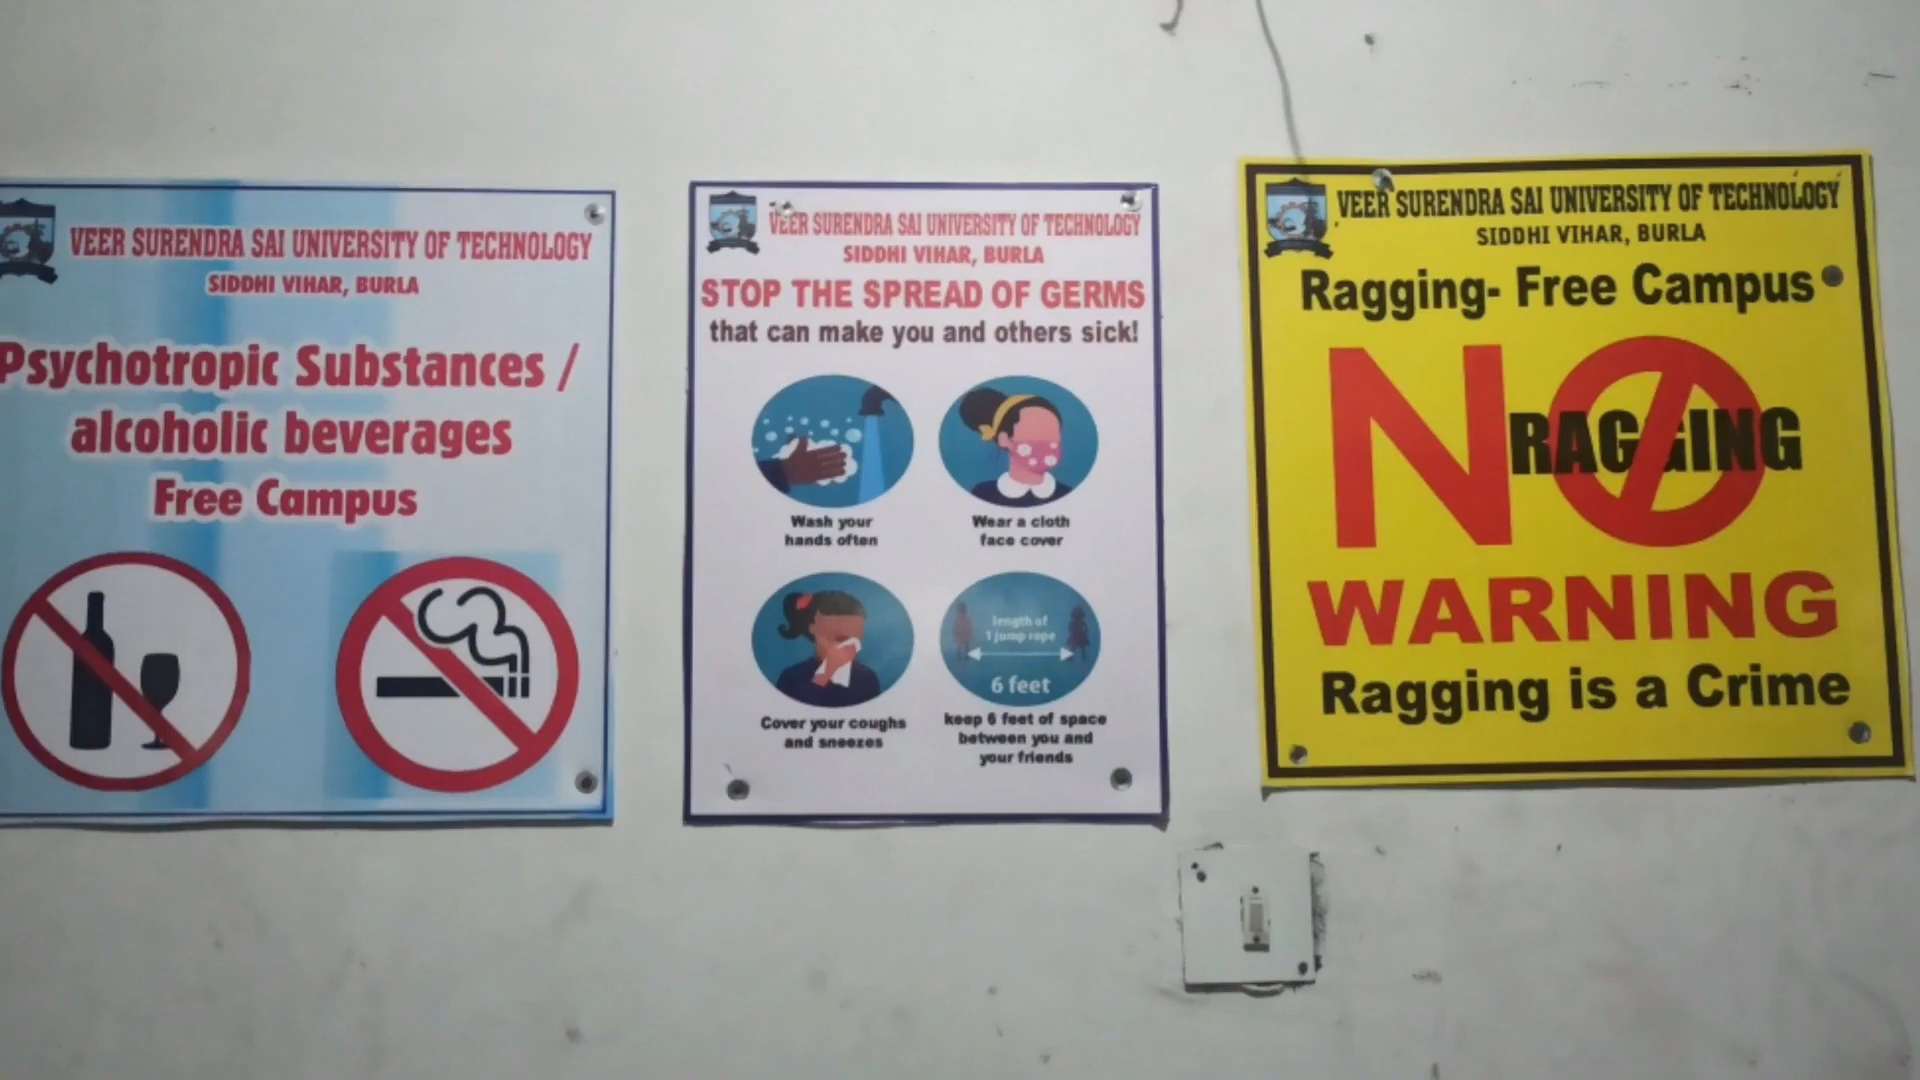 VEER SURENDRA SAI UNIVERSITY OF TECHNOLOGY
SIDDHI VIHAR, BURLA
Psychotropic Substances /
alcoholic beverages
Free Campus
VEER SURENDRA SAI UNIVERSITY OF TECHNOLOGY
SIDDHI VIHAR, BURLA
STOP THE SPREAD OF GERMS
that can make you and others sick!
Wash your
hands often
Wear a cloth
face cover
Cover your coughs
and sneezes
length of
1 jump rope
6 feet
keep 6 feet of space
between you and
your friends
VEER SURENDRA SAI UNIVERSITY OF TECHNOLOGY
SIDDHI VIHAR, BURLA
Ragging- Free Campus
NO
RAGGING
WARNING
Ragging is a Crime